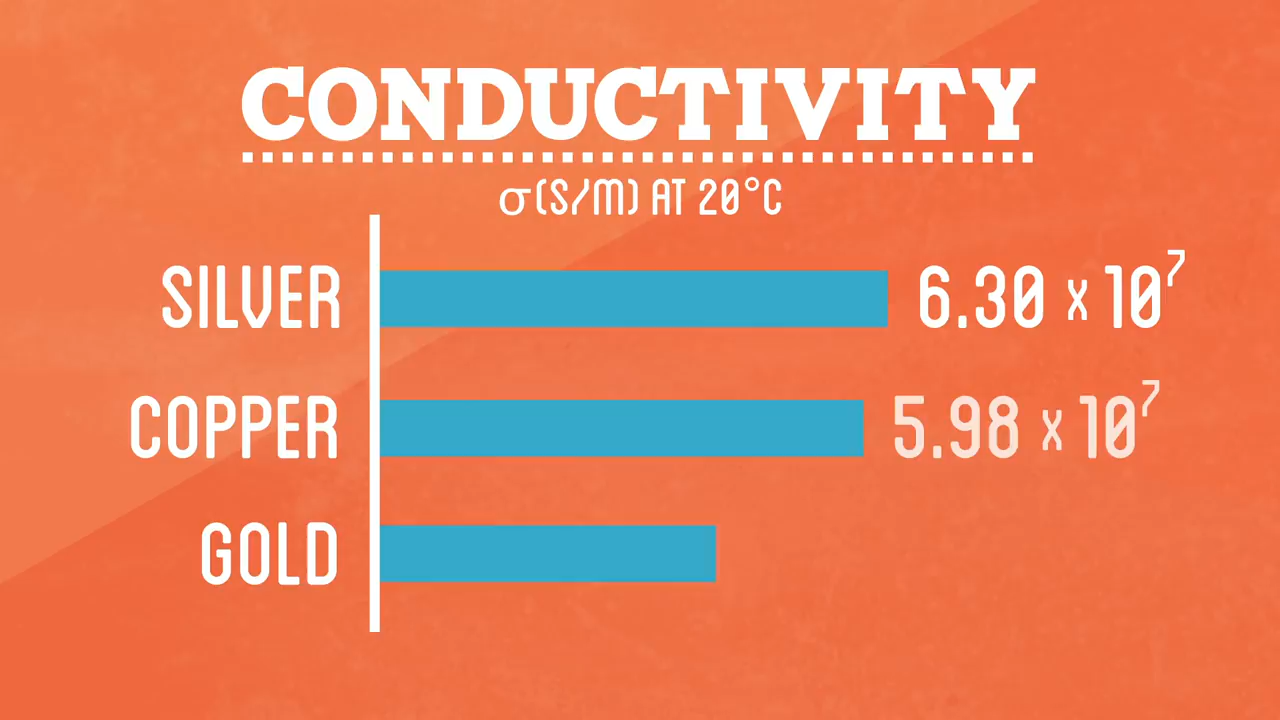 CONDUCTIVITY
σ(S/M) AT 20°C
SILVER 6.30 x 10⁷
COPPER 5.98 x 10⁷
GOLD